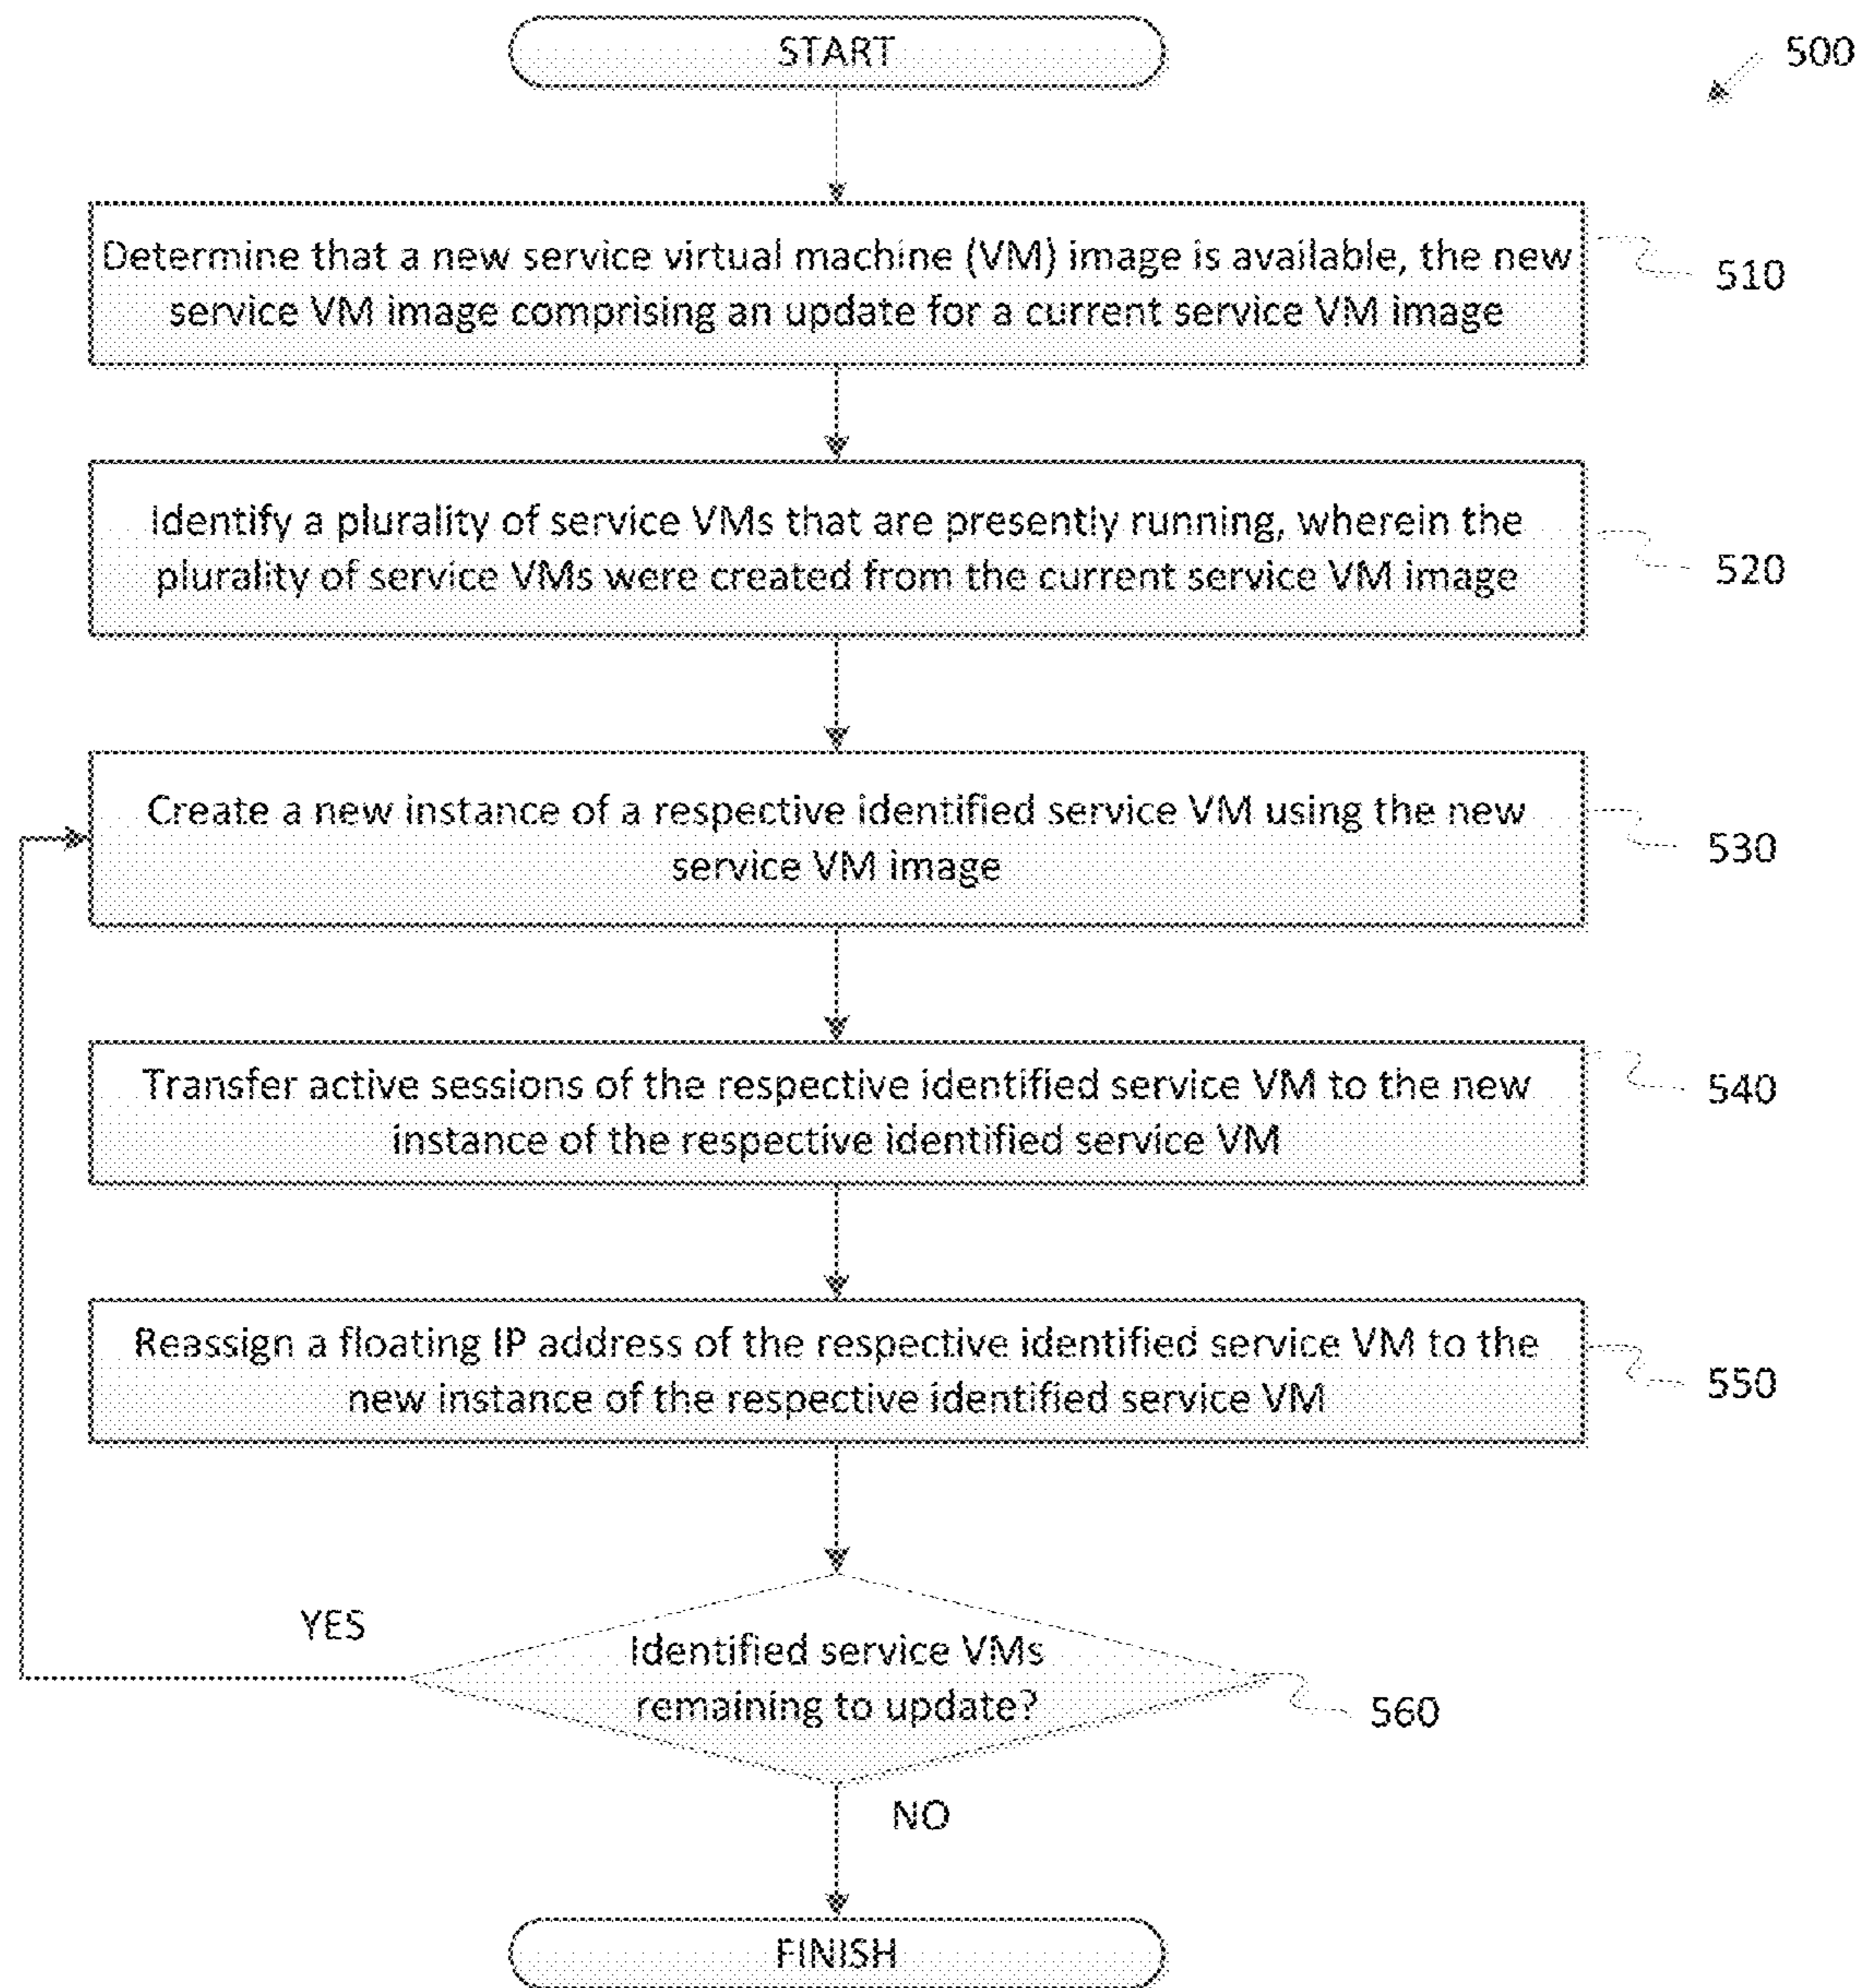 START
500
Determine that a new service virtual machine (VM) image is available, the new
service VM image comprising an update for a current service VM image
510
Identify a plurality of service VMs that are presently running, wherein the
plurality of service VMs were created from the current service VM image
520
Create a new instance of a respective identified service VM using the new
service VM image
530
Transfer active sessions of the respective identified service VM to the new
instance of the respective identified service VM
540
Reassign a floating IP address of the respective identified service VM to the
new instance of the respective identified service VM
550
YES
Identified service VMs
remaining to update?
560
NO
FINISH